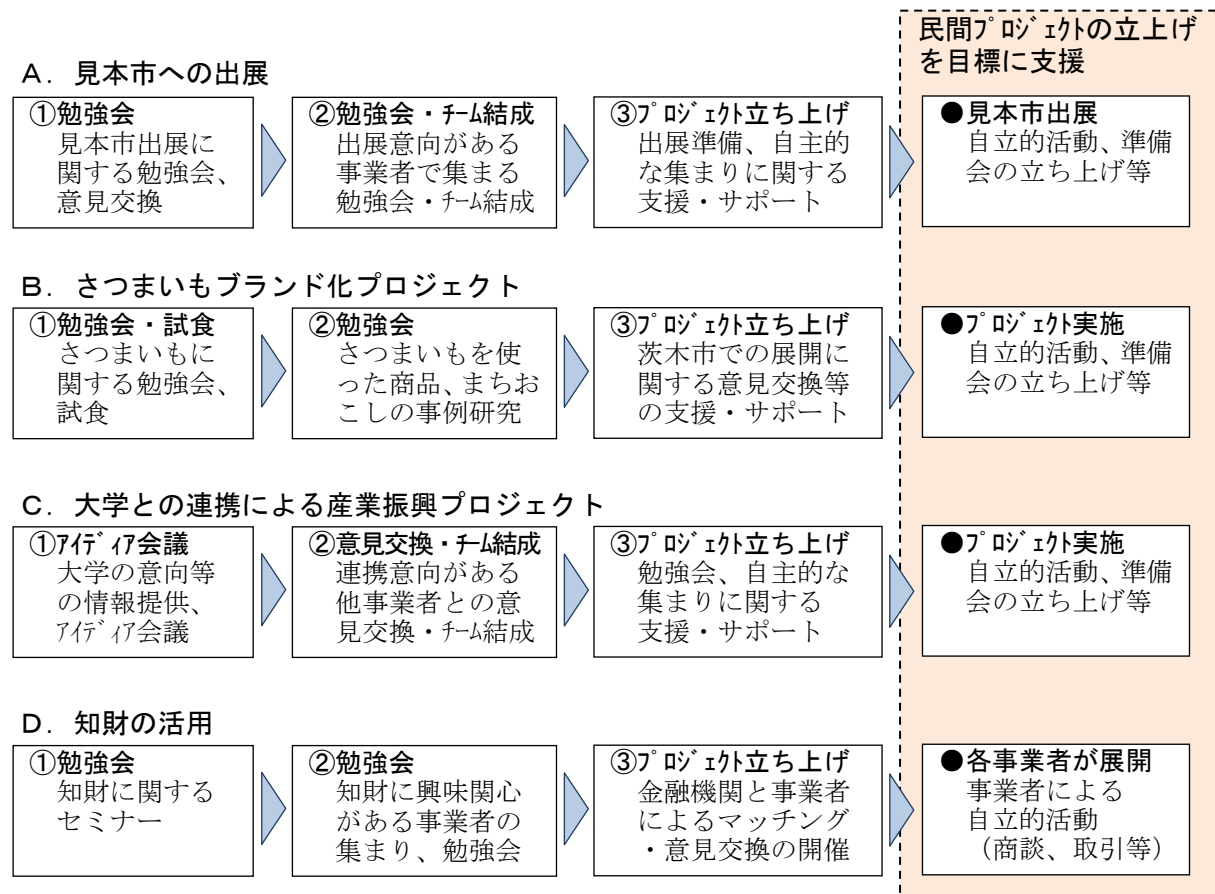 民間ﾌﾟﾛｼﾞｪｸﾄの立上げ
を目標に支援
Ａ．見本市への出展
①勉強会
見本市出展に
関する勉強会、
意見交換
②勉強会・ﾁｰﾑ結成
出展意向がある
事業者で集まる
勉強会・ﾁｰﾑ結成
③ﾌﾟﾛｼﾞｪｸﾄ立ち上げ
出展準備、自主的
な集まりに関する
支援・サポート
●見本市出展
自立的活動、準備
会の立ち上げ等
Ｂ．さつまいもブランド化プロジェクト
①勉強会・試食
さつまいもに
関する勉強会、
試食
②勉強会
さつまいもを使
った商品、まちお
こしの事例研究
③ﾌﾟﾛｼﾞｪｸﾄ立ち上げ
茨木市での展開に
関する意見交換等
の支援・サポート
●ﾌﾟﾛｼﾞｪｸﾄ実施
自立的活動、準備
会の立ち上げ等
Ｃ．大学との連携による産業振興プロジェクト
①ｱｲﾃﾞｨｱ会議
大学の意向等
の情報提供、
ｱｲﾃﾞｨｱ会議
②意見交換・ﾁｰﾑ結成
連携意向がある
他事業者との意
見交換・ﾁｰﾑ結成
③ﾌﾟﾛｼﾞｪｸﾄ立ち上げ
勉強会、自主的な
集まりに関する
支援・サポート
●ﾌﾟﾛｼﾞｪｸﾄ実施
自立的活動、準備
会の立ち上げ等
Ｄ．知財の活用
①勉強会
知財に関する
セミナー
②勉強会
知財に興味関心
がある事業者の
集まり、勉強会
③ﾌﾟﾛｼﾞｪｸﾄ立ち上げ
金融機関と事業者
によるマッチング
・意見交換の開催
●各事業者が展開
事業者による
自立的活動
（商談、取引等）